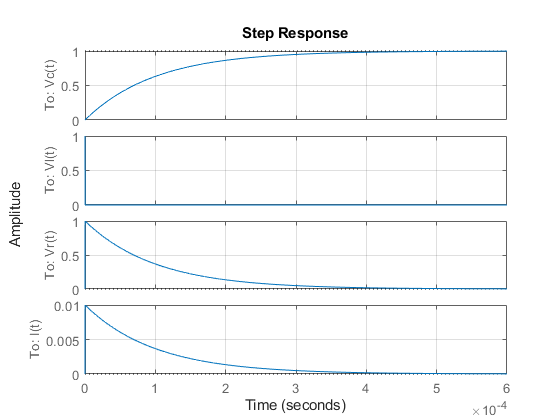 Step Response
Amplitude
To: Vc(t)
1
0.5
0
To: Vl(t)
1
0.5
0
To: Vr(t)
1
0.5
0
To: I(t)
0.01
0.005
0
0 1 2 3 4 5 6
Time (seconds)
×10^-4